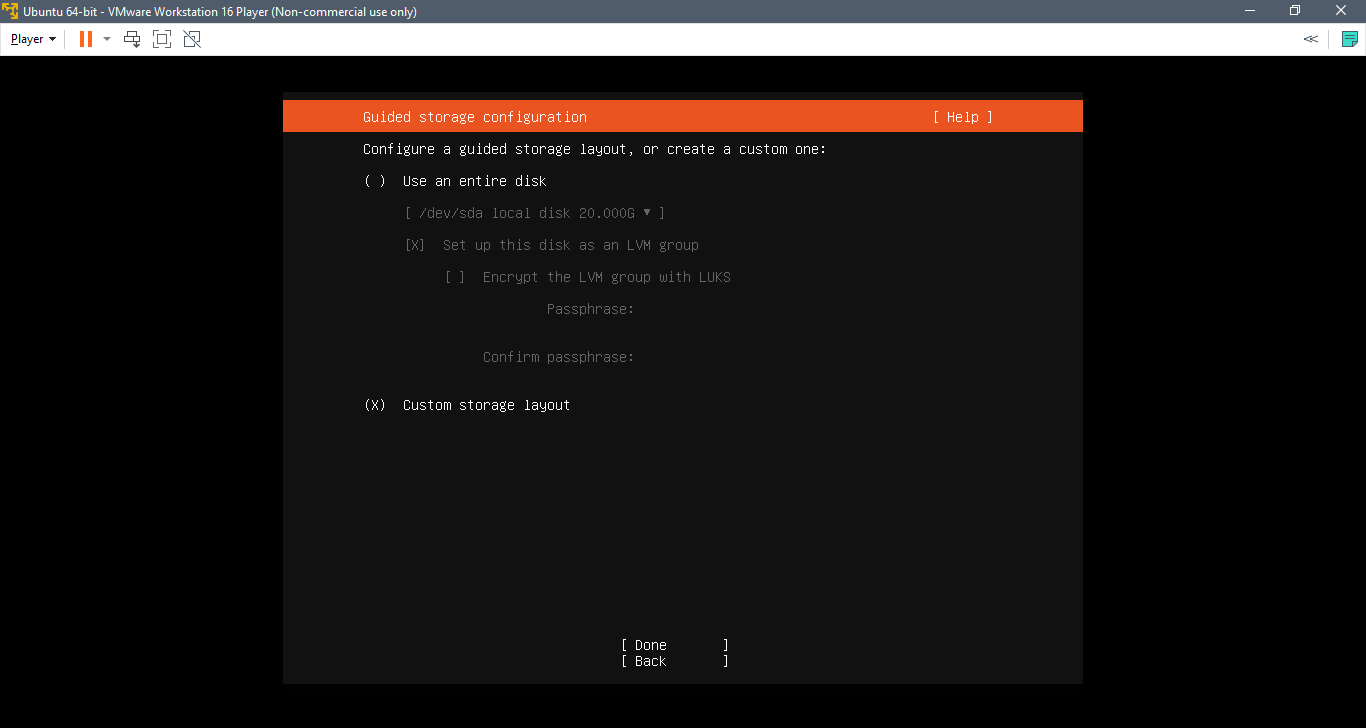 Ubuntu 64-bit - VMware Workstation 16 Player (Non-commercial use only)
Player
Guided storage configuration [ Help ]
Configure a guided storage layout, or create a custom one:
( ) Use an entire disk
[ /dev/sda local disk 20.000G ▾ ]
[X] Set up this disk as an LVM group
[ ] Encrypt the LVM group with LUKS
Passphrase:
Confirm passphrase:
(X) Custom storage layout
[ Done ]
[ Back ]